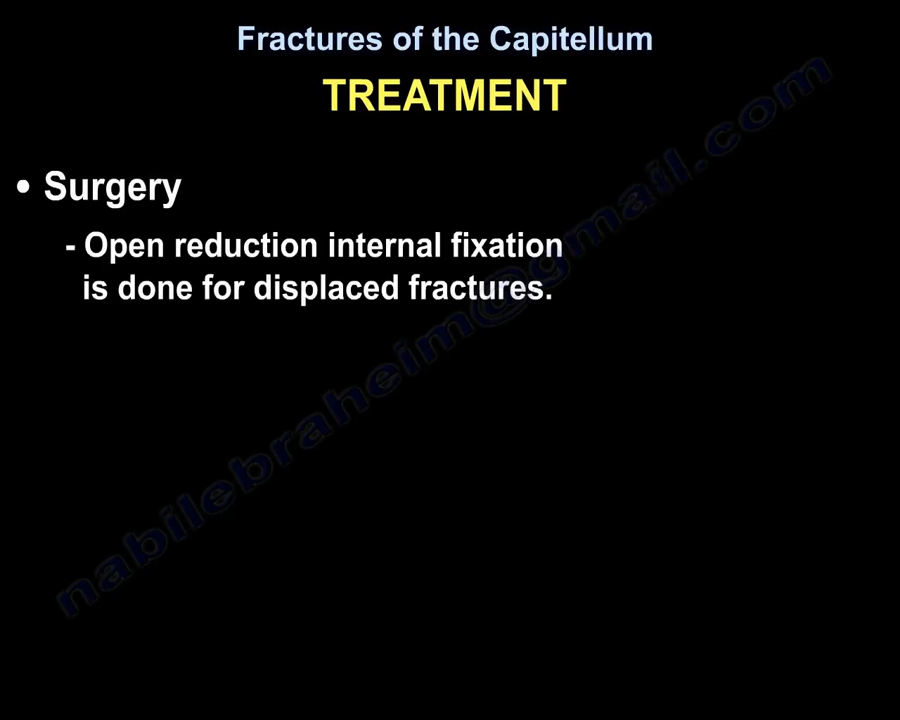 Fractures of the Capitellum
TREATMENT
• Surgery
- Open reduction internal fixation
is done for displaced fractures.
nabilebraheim@gmail.com